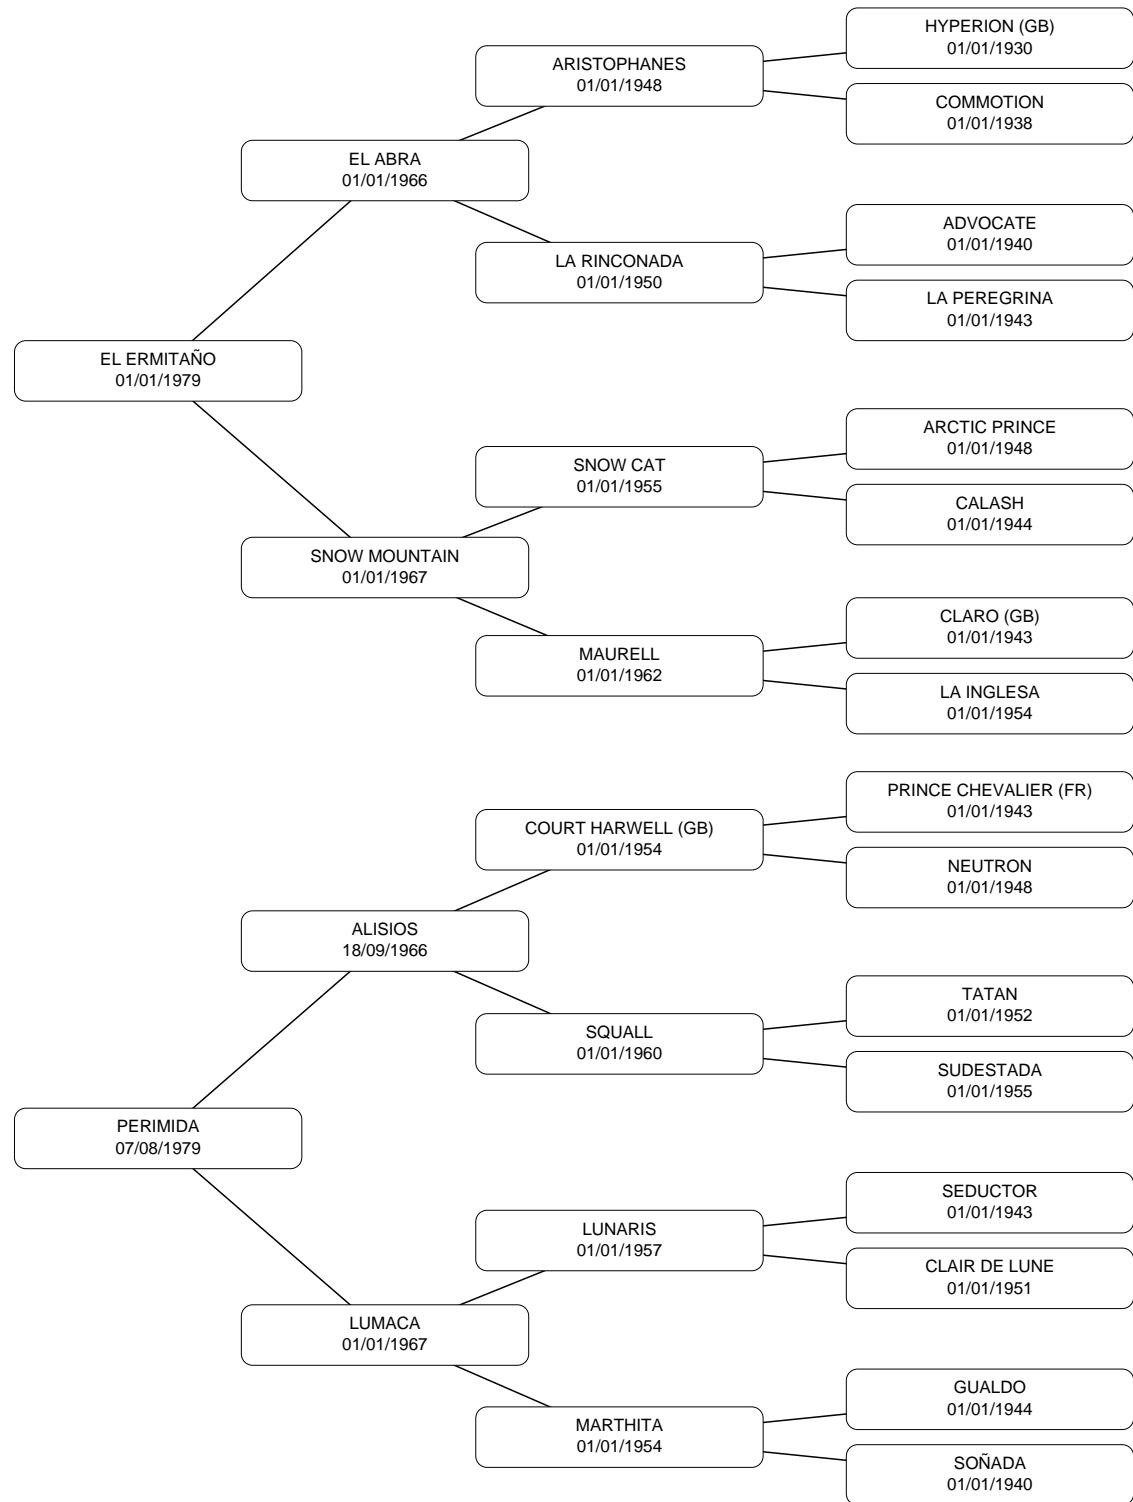 HYPERION (GB)
01/01/1930
ARISTOPHANES
01/01/1948
COMMOTION
01/01/1938
EL ABRA
01/01/1966
ADVOCATE
01/01/1940
LA RINCONADA
01/01/1950
LA PEREGRINA
01/01/1943
EL ERMITAÑO
01/01/1979
ARCTIC PRINCE
01/01/1948
SNOW CAT
01/01/1955
CALASH
01/01/1944
SNOW MOUNTAIN
01/01/1967
CLARO (GB)
01/01/1943
MAURELL
01/01/1962
LA INGLESA
01/01/1954
PRINCE CHEVALIER (FR)
01/01/1943
COURT HARWELL (GB)
01/01/1954
NEUTRON
01/01/1948
ALISIOS
18/09/1966
TATAN
01/01/1952
SQUALL
01/01/1960
SUDESTADA
01/01/1955
PERIMIDA
07/08/1979
SEDUCTOR
01/01/1943
LUNARIS
01/01/1957
CLAIR DE LUNE
01/01/1951
LUMACA
01/01/1967
GUALDO
01/01/1944
MARTHITA
01/01/1954
SOÑADA
01/01/1940